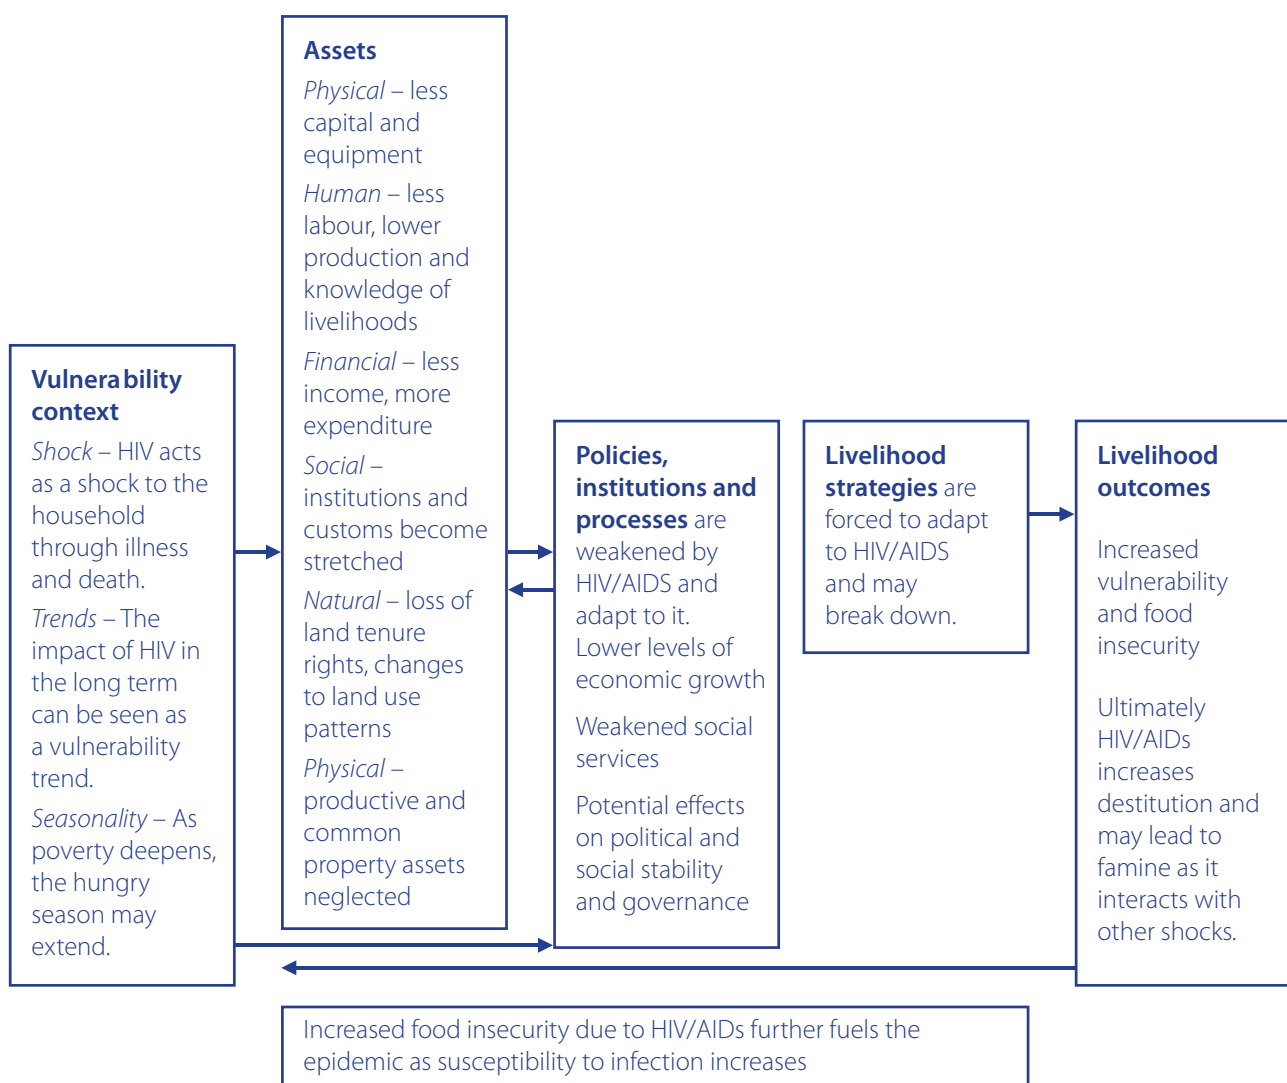 Vulnerability
context
Shock – HIV acts
as a shock to the
household
through illness
and death.
Trends – The
impact of HIV in
the long term
can be seen as
a vulnerability
trend.
Seasonality – As
poverty deepens,
the hungry
season may
extend.
Assets
Physical – less
capital and
equipment
Human – less
labour, lower
production and
knowledge of
livelihoods
Financial – less
income, more
expenditure
Social –
institutions and
customs become
stretched
Natural – loss of
land tenure
rights, changes
to land use
patterns
Physical –
productive and
common
property assets
neglected
Policies,
institutions and
processes are
weakened by
HIV/AIDS and
adapt to it.
Lower levels of
economic growth
Weakened social
services
Potential effects
on political and
social stability
and governance
Livelihood
strategies are
forced to adapt
to HIV/AIDS
and may
break down.
Livelihood
outcomes
Increased
vulnerability
and food
insecurity
Ultimately
HIV/AIDs
increases
destitution and
may lead to
famine as it
interacts with
other shocks.
Increased food insecurity due to HIV/AIDs further fuels the
epidemic as susceptibility to infection increases